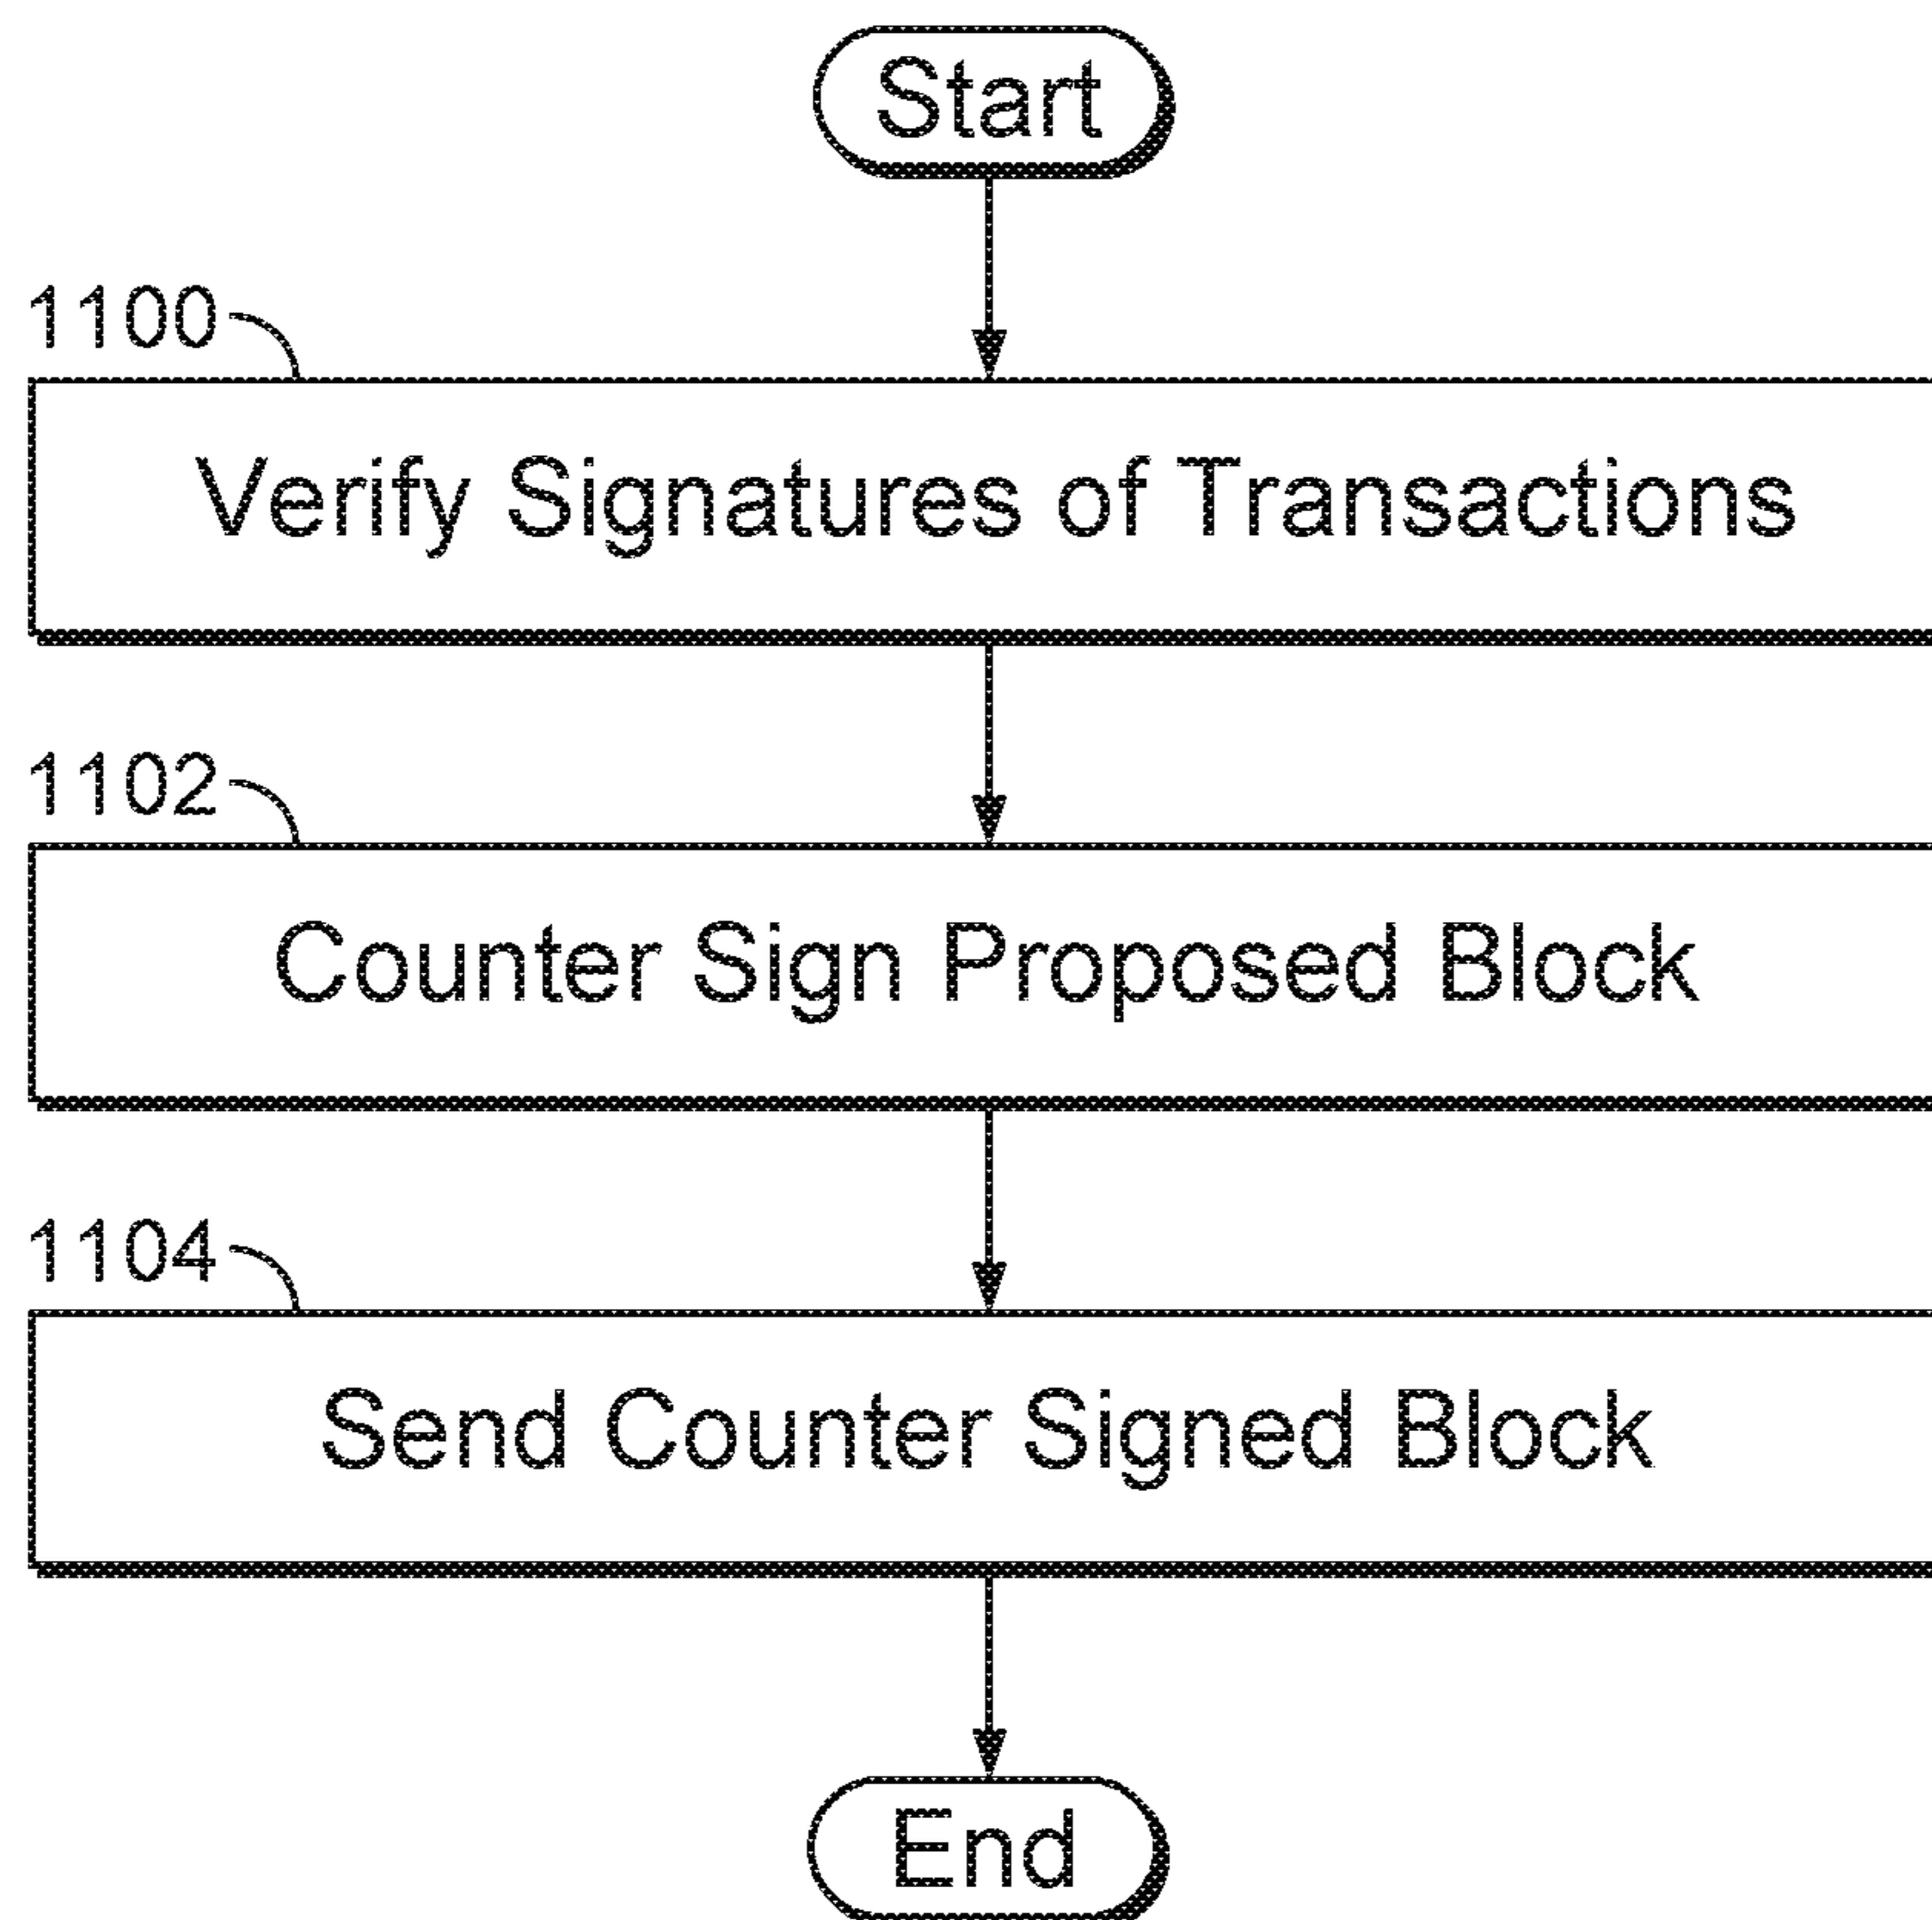 Start
1100
Verify Signatures of Transactions
1102
Counter Sign Proposed Block
1104
Send Counter Signed Block
End